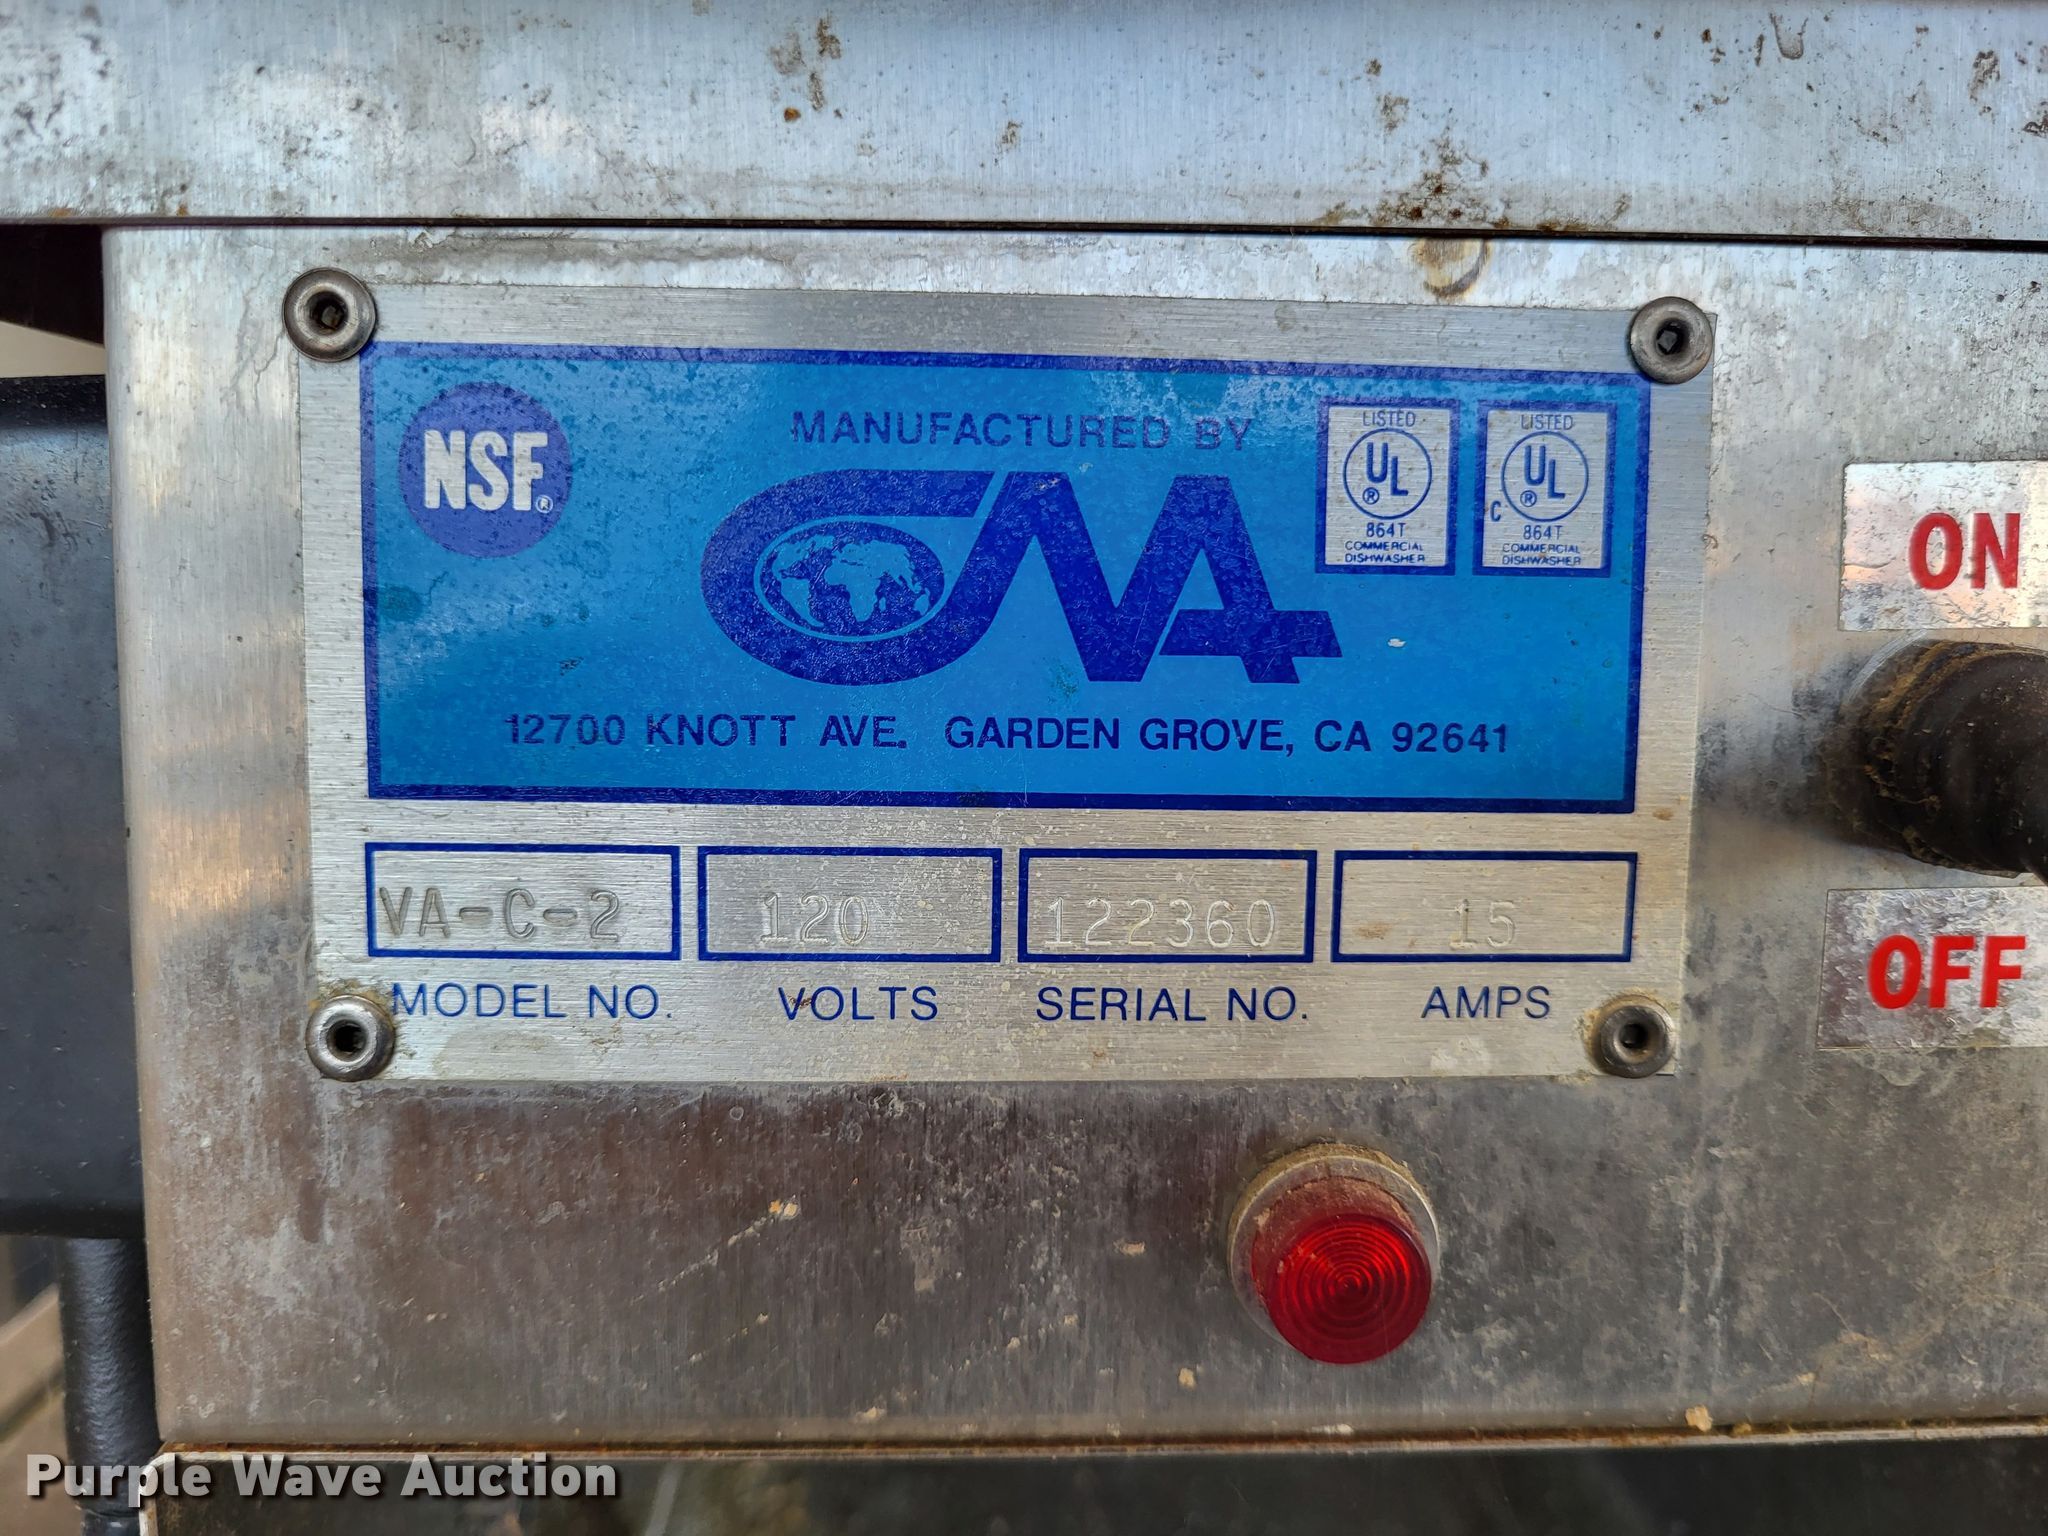 NSF®
MANUFACTURED BY
CMA
12700 KNOTT AVE. GARDEN GROVE, CA 92641
LISTED
UL®
864T
COMMERCIAL
DISHWASHER
LISTED
C UL®
864T
COMMERCIAL
DISHWASHER
VA-C-2 120 122360 15
MODEL NO. VOLTS SERIAL NO. AMPS
ON
OFF
Purple Wave Auction